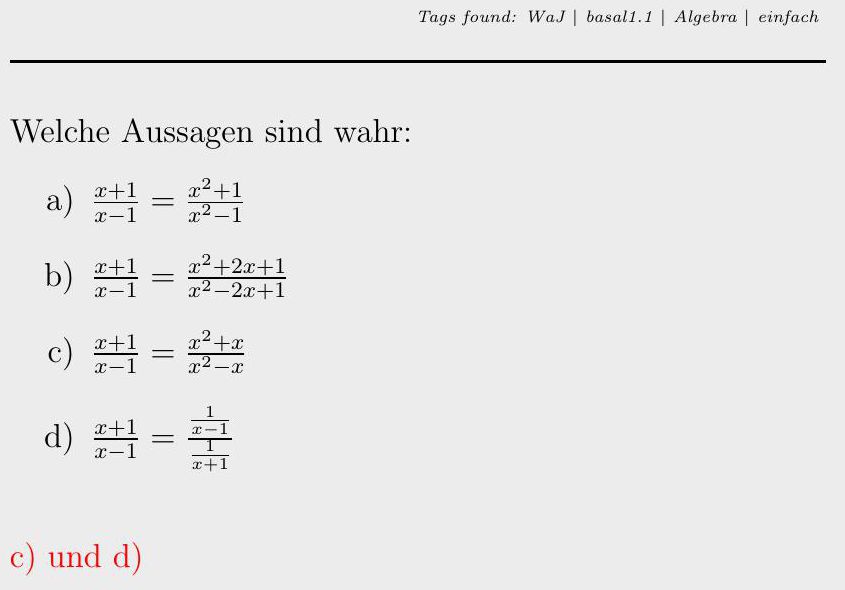 Tags found: WaJ | basal1.1 | Algebra | einfach
Welche Aussagen sind wahr:
a) \frac{x+1}{x-1} = \frac{x^2+1}{x^2-1}
b) \frac{x+1}{x-1} = \frac{x^2+2x+1}{x^2-2x+1}
c) \frac{x+1}{x-1} = \frac{x^2+x}{x^2-x}
d) \frac{x+1}{x-1} = \frac{\frac{1}{x-1}}{\frac{1}{x+1}}
c) und d)